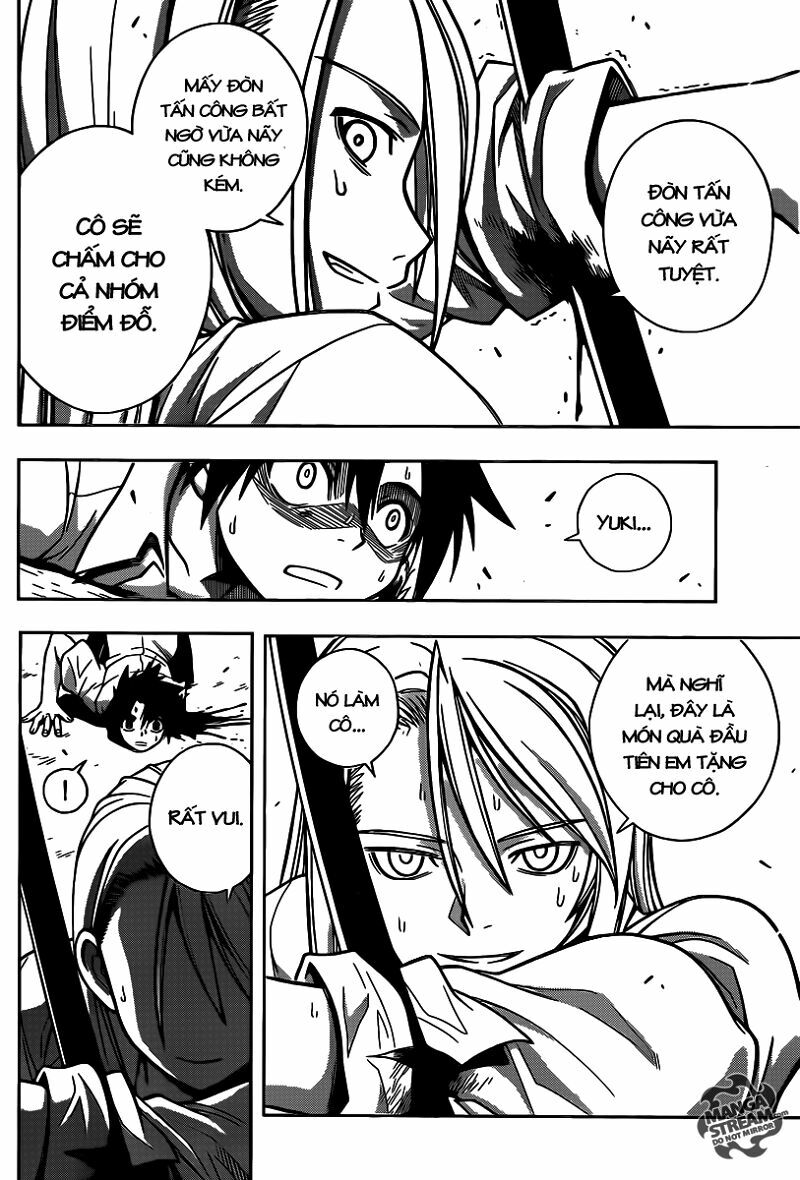 ĐÒN TẤN
CÔNG VỪA
NÃY RẤT
TUYỆT.
MẤY ĐÒN
TẤN CÔNG BẤT
NGỜ VỪA NÃY
CŨNG KHÔNG
KÉM.
CÔ SẼ
CHẤM CHO
CẢ NHÓM
ĐIỂM ĐỖ.
YUKI...
MÀ NGHĨ
LẠI, ĐÂY LÀ
MÓN QUÀ ĐẦU
TIÊN EM TẶNG
CHO CÔ.
NÓ LÀM
CÔ...
!
RẤT VUI.
MANGA
STREAM.com
DO NOT MIRROR